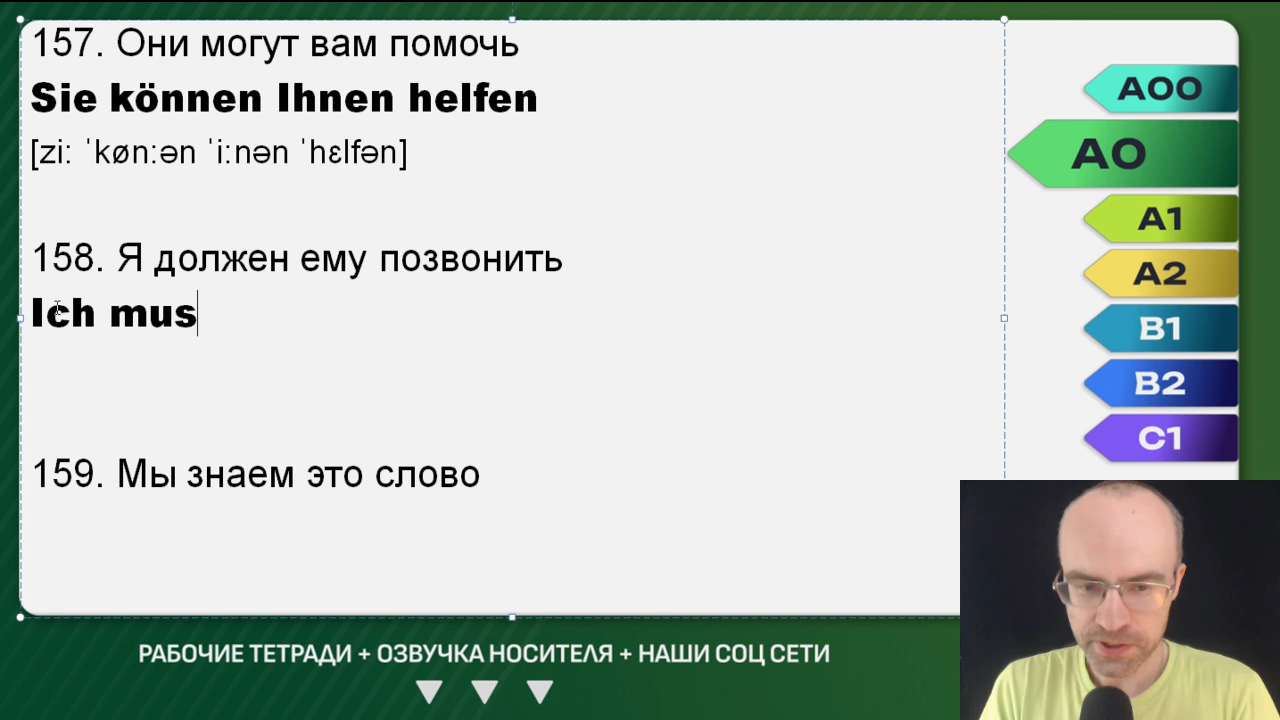 157. Они могут вам помочь
Sie können Ihnen helfen
[zi: ˈkøn:ən ˈi:nən ˈhɛlfən]
158. Я должен ему позвонить
Ich mus
159. Мы знаем это слово
A00
A0
A1
A2
B1
B2
C1
РАБОЧИЕ ТЕТРАДИ + ОЗВУЧКА НОСИТЕЛЯ + НАШИ СОЦ СЕТИ